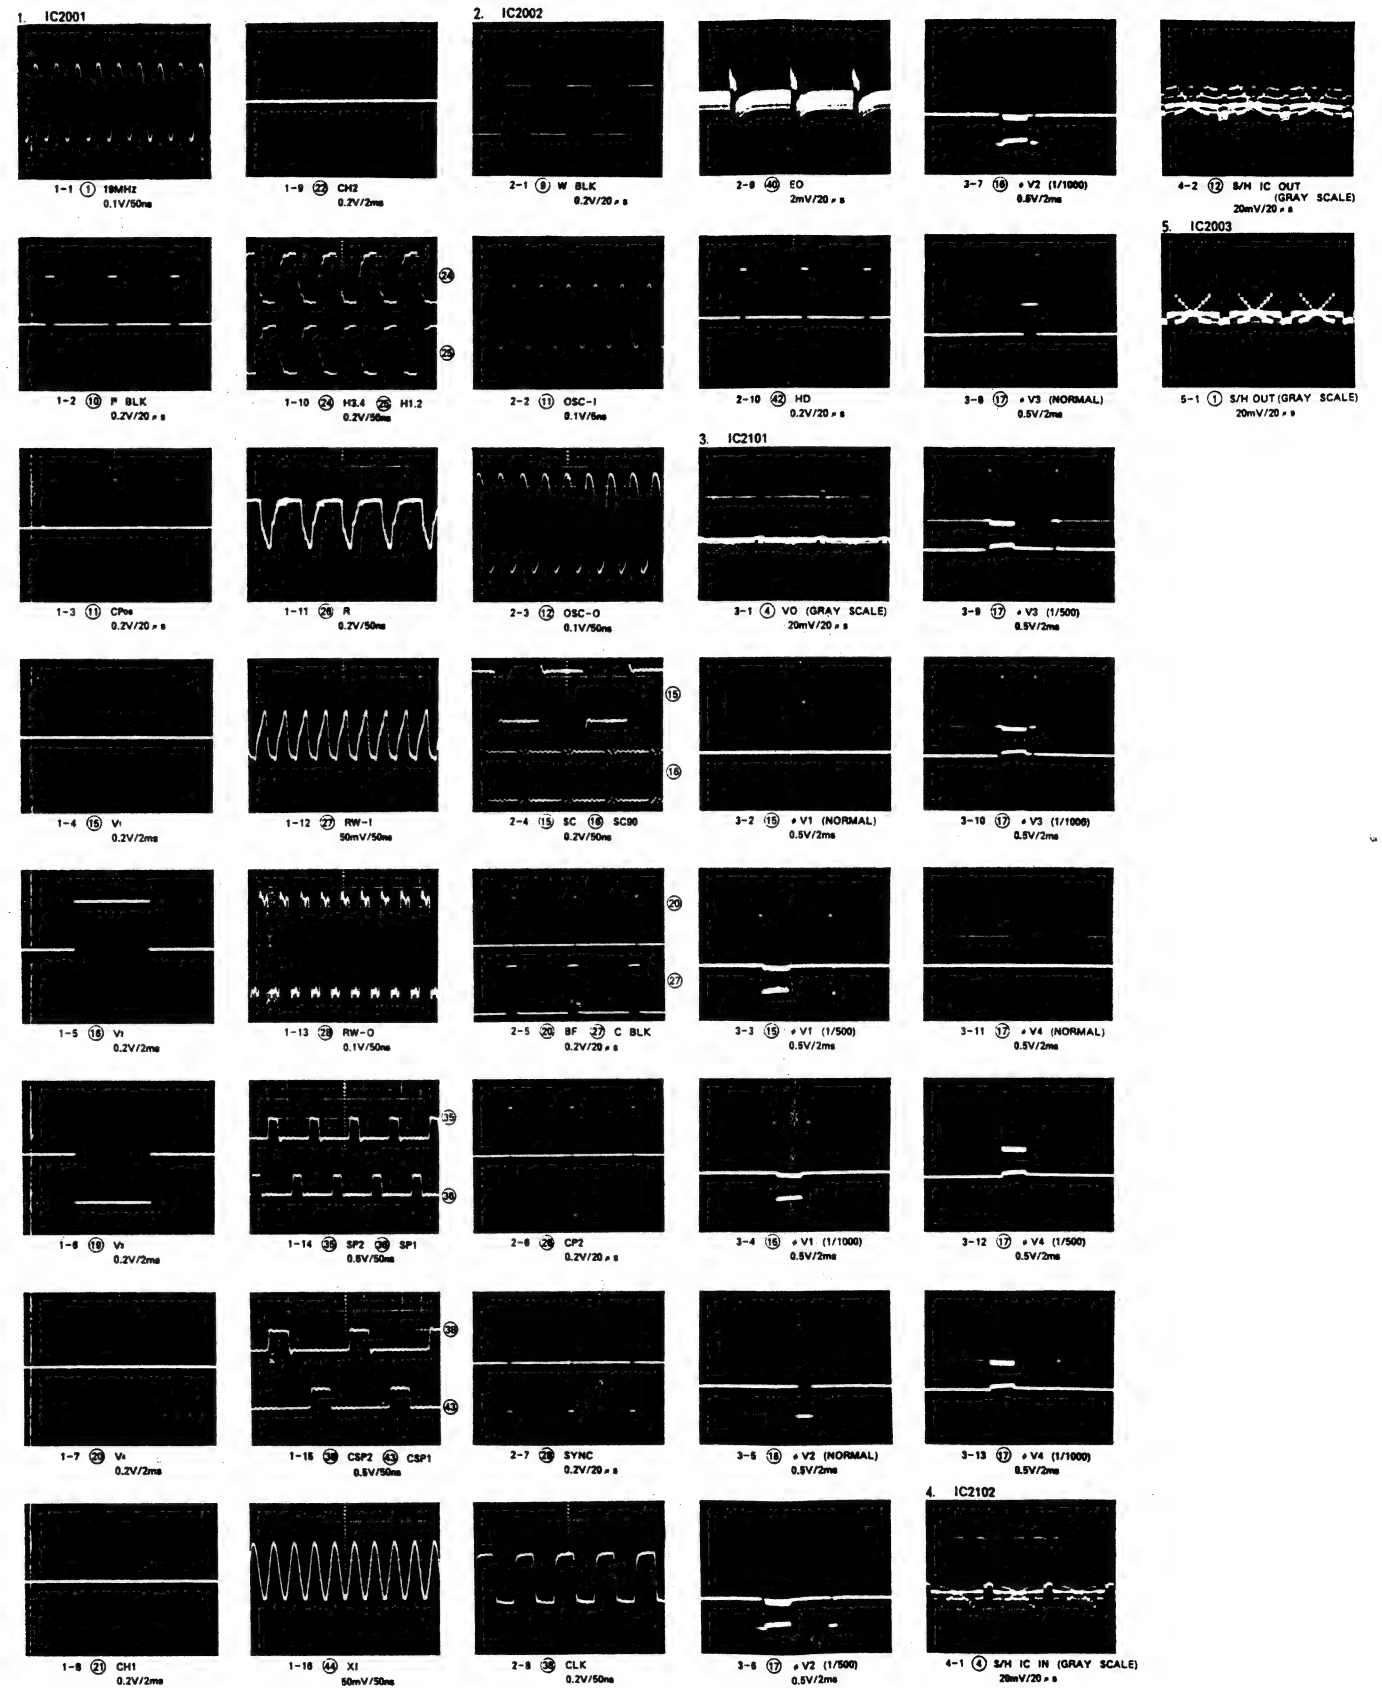 1. IC2001
1-1 ① 19MHz
0.1V/50ns
1-2 ⑩ P BLK
0.2V/20μs
1-3 ⑪ CPos
0.2V/20μs
1-4 ⑮ V1
0.2V/2ms
1-5 ⑯ V2
0.2V/2ms
1-6 ⑲ V3
0.2V/2ms
1-7 ⑳ V4
0.2V/2ms
1-8 ㉑ CH1
0.2V/2ms
1-9 ㉒ CH2
0.2V/2ms
㉔
㉕
1-10 ㉔ H3.4 ㉕ H1.2
0.2V/50ns
1-11 ㉖ R
0.2V/50ns
1-12 ㉗ RW-I
50mV/50ns
1-13 ㉘ RW-O
0.1V/50ns
㉟
㊱
1-14 ㉟ SP2 ㊱ SP1
0.5V/50ns
㊳
㊸
1-15 ㊳ CSP2 ㊸ CSP1
0.5V/50ns
1-16 ㊹ XI
50mV/50ns
2. IC2002
2-1 ⑨ W BLK
0.2V/20μs
2-2 ⑪ OSC-I
0.1V/5ns
2-3 ⑫ OSC-O
0.1V/50ns
⑮
⑯
2-4 ⑮ SC ⑯ SC90
0.2V/50ns
⑳
㉗
2-5 ⑳ BF ㉗ C BLK
0.2V/20μs
2-6 ㉖ CP2
0.2V/20μs
2-7 ㉘ SYNC
0.2V/20μs
2-8 ㊳ CLK
0.2V/50ns
2-9 ㊵ EO
2mV/20μs
2-10 ㊷ HD
0.2V/20μs
3. IC2101
3-1 ④ VO (GRAY SCALE)
20mV/20μs
3-2 ⑮ φV1 (NORMAL)
0.5V/2ms
3-3 ⑮ φV1 (1/500)
0.5V/2ms
3-4 ⑮ φV1 (1/1000)
0.5V/2ms
3-5 ⑯ φV2 (NORMAL)
0.5V/2ms
3-6 ⑰ φV2 (1/500)
0.5V/2ms
3-7 ⑯ φV2 (1/1000)
0.5V/2ms
3-8 ⑰ φV3 (NORMAL)
0.5V/2ms
3-9 ⑰ φV3 (1/500)
0.5V/2ms
3-10 ⑰ φV3 (1/1000)
0.5V/2ms
3-11 ⑰ φV4 (NORMAL)
0.5V/2ms
3-12 ⑰ φV4 (1/500)
0.5V/2ms
3-13 ⑰ φV4 (1/1000)
0.5V/2ms
4. IC2102
4-1 ④ S/H IC IN (GRAY SCALE)
20mV/20μs
4-2 ⑫ S/H IC OUT
(GRAY SCALE)
20mV/20μs
5. IC2003
5-1 ① S/H OUT (GRAY SCALE)
20mV/20μs